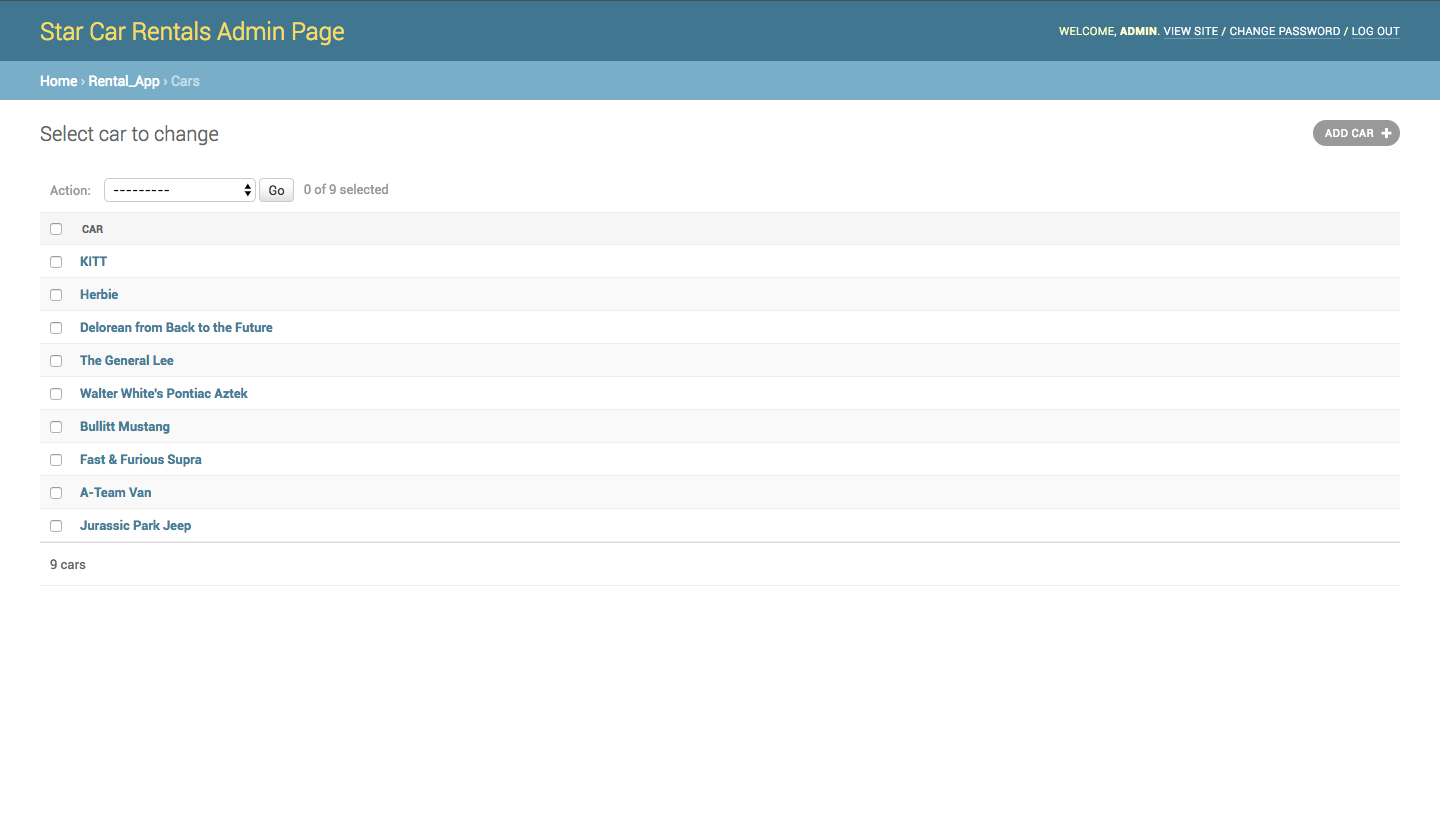 Star Car Rentals Admin Page
WELCOME, ADMIN. VIEW SITE / CHANGE PASSWORD / LOG OUT
Home › Rental_App › Cars
Select car to change
ADD CAR +
Action: --------- Go 0 of 9 selected
CAR
KITT
Herbie
Delorean from Back to the Future
The General Lee
Walter White's Pontiac Aztek
Bullitt Mustang
Fast & Furious Supra
A-Team Van
Jurassic Park Jeep
9 cars